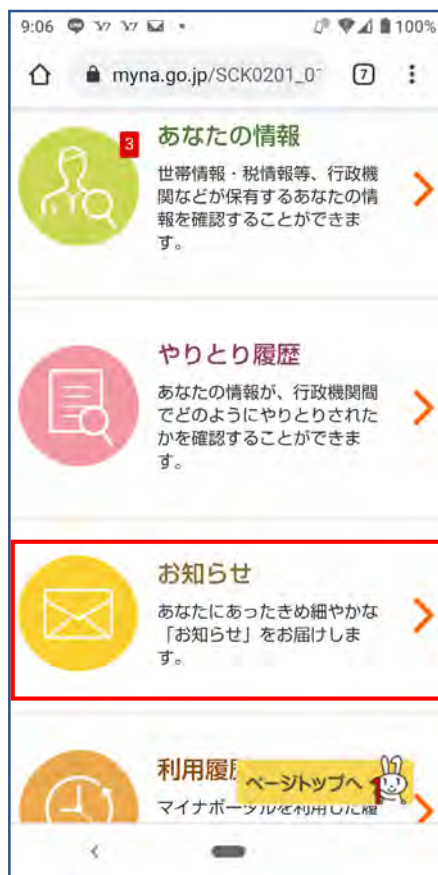 9:06
100%
myna.go.jp/SCK0201_0
7
3
あなたの情報
世帯情報・税情報等、行政機
関などが保有するあなたの情
報を確認することができま
す。
やりとり履歴
あなたの情報が、行政機関間
でどのようにやりとりされた
かを確認することができま
す。
お知らせ
あなたにあったきめ細やかな
「お知らせ」をお届けしま
す。
利用履
ページトップへ
マイナポータルを利用した履